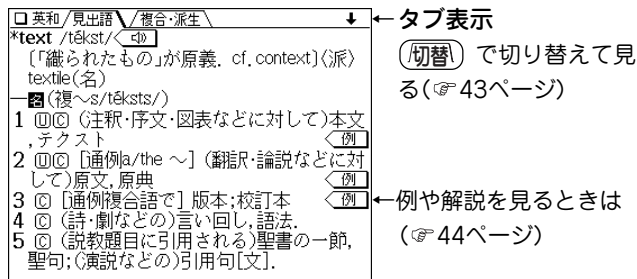 英和/見出語\/複合・派生\ ↓
*text /tékst/ 
[「織られたもの」が原義. cf. context]〈派〉
textile(名)
―名(複~s/téksts/)
1 ⓊⒸ (注釈・序文・図表などに対して)本文
,テクスト 例
2 ⓊⒸ [通例a/the ~] (翻訳・論説などに対
して)原文,原典 例
3 Ⓒ [通例複合語で] 版本;校訂本 例
4 Ⓒ (詩・劇などの)言い回し,語法.
5 Ⓒ (説教題目に引用される)聖書の一節,
聖句;(演説などの)引用句[文].
←タブ表示
切替 で切り替えて見
る(☞43ページ)
←例や解説を見るときは
(☞44ページ)